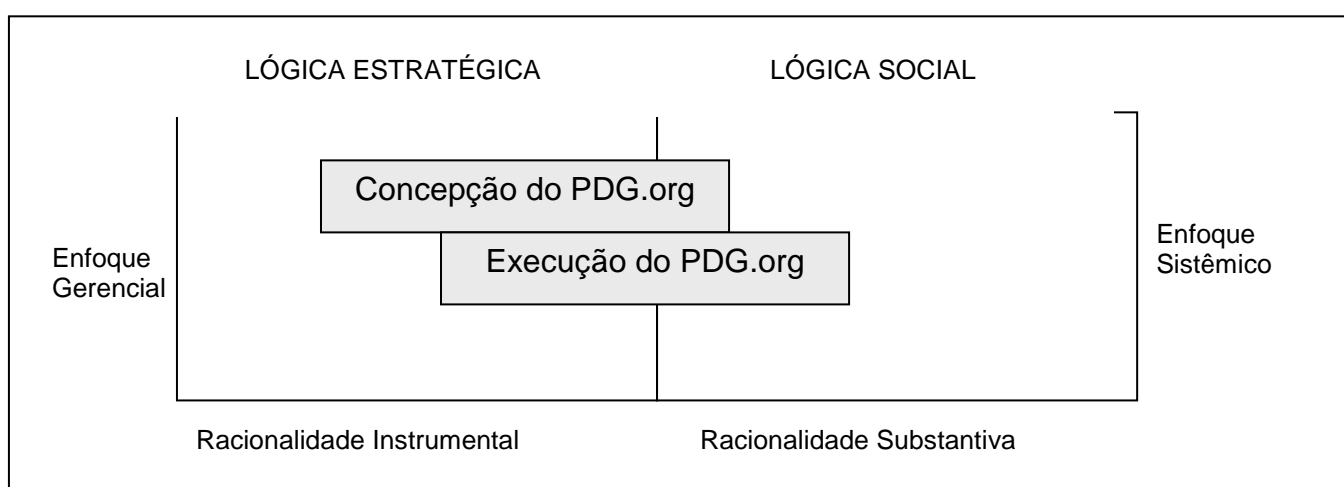 LÓGICA ESTRATÉGICA
LÓGICA SOCIAL
Concepção do PDG.org
Execução do PDG.org
Enfoque
Gerencial
Enfoque
Sistêmico
Racionalidade Instrumental
Racionalidade Substantiva